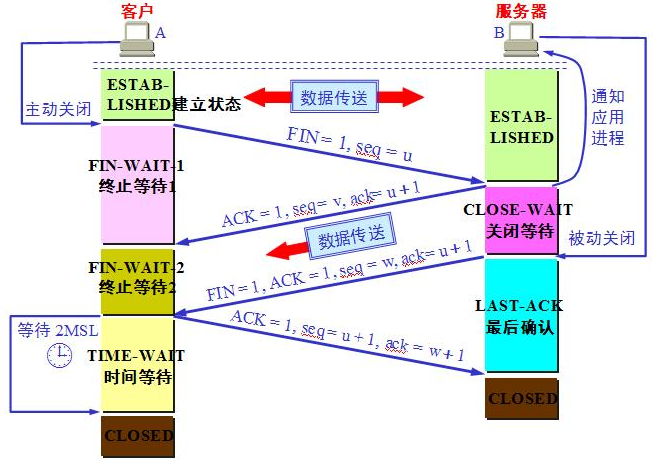 客户
服务器
A
B
ESTAB-
LISHED建立状态
数据传送
ESTAB-
LISHED
通知
应用
进程
主动关闭
FIN = 1, seq = u
FIN-WAIT-1
终止等待1
ACK = 1, seq = v, ack= u + 1
CLOSE-WAIT
关闭等待
数据传送
被动关闭
FIN-WAIT-2
终止等待2
FIN = 1, ACK = 1, seq = w, ack= u + 1
LAST-ACK
最后确认
等待 2MSL
ACK = 1, seq= u + 1, ack = w + 1
TIME-WAIT
时间等待
CLOSED
CLOSED